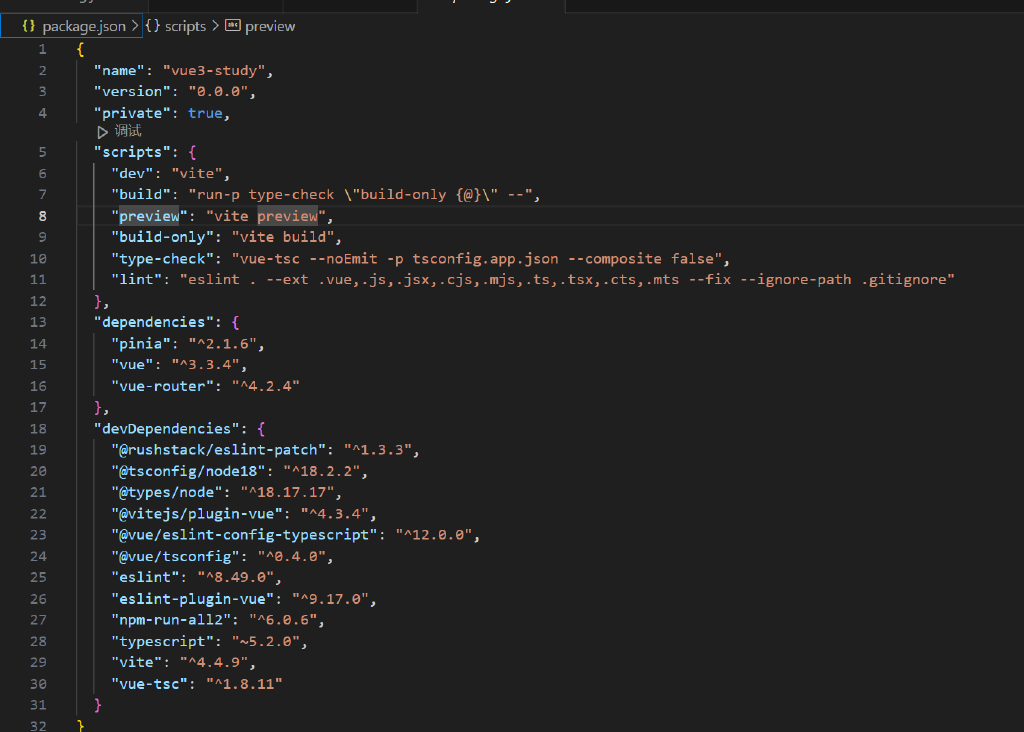 {} package.json > {} scripts > abc preview
1 {
2 "name": "vue3-study",
3 "version": "0.0.0",
4 "private": true,
调试
5 "scripts": {
6 "dev": "vite",
7 "build": "run-p type-check \"build-only {@}\" --",
8 "preview": "vite preview",
9 "build-only": "vite build",
10 "type-check": "vue-tsc --noEmit -p tsconfig.app.json --composite false",
11 "lint": "eslint . --ext .vue,.js,.jsx,.cjs,.mjs,.ts,.tsx,.cts,.mts --fix --ignore-path .gitignore"
12 },
13 "dependencies": {
14 "pinia": "^2.1.6",
15 "vue": "^3.3.4",
16 "vue-router": "^4.2.4"
17 },
18 "devDependencies": {
19 "@rushstack/eslint-patch": "^1.3.3",
20 "@tsconfig/node18": "^18.2.2",
21 "@types/node": "^18.17.17",
22 "@vitejs/plugin-vue": "^4.3.4",
23 "@vue/eslint-config-typescript": "^12.0.0",
24 "@vue/tsconfig": "^0.4.0",
25 "eslint": "^8.49.0",
26 "eslint-plugin-vue": "^9.17.0",
27 "npm-run-all2": "^6.0.6",
28 "typescript": "~5.2.0",
29 "vite": "^4.4.9",
30 "vue-tsc": "^1.8.11"
31 }
32 }